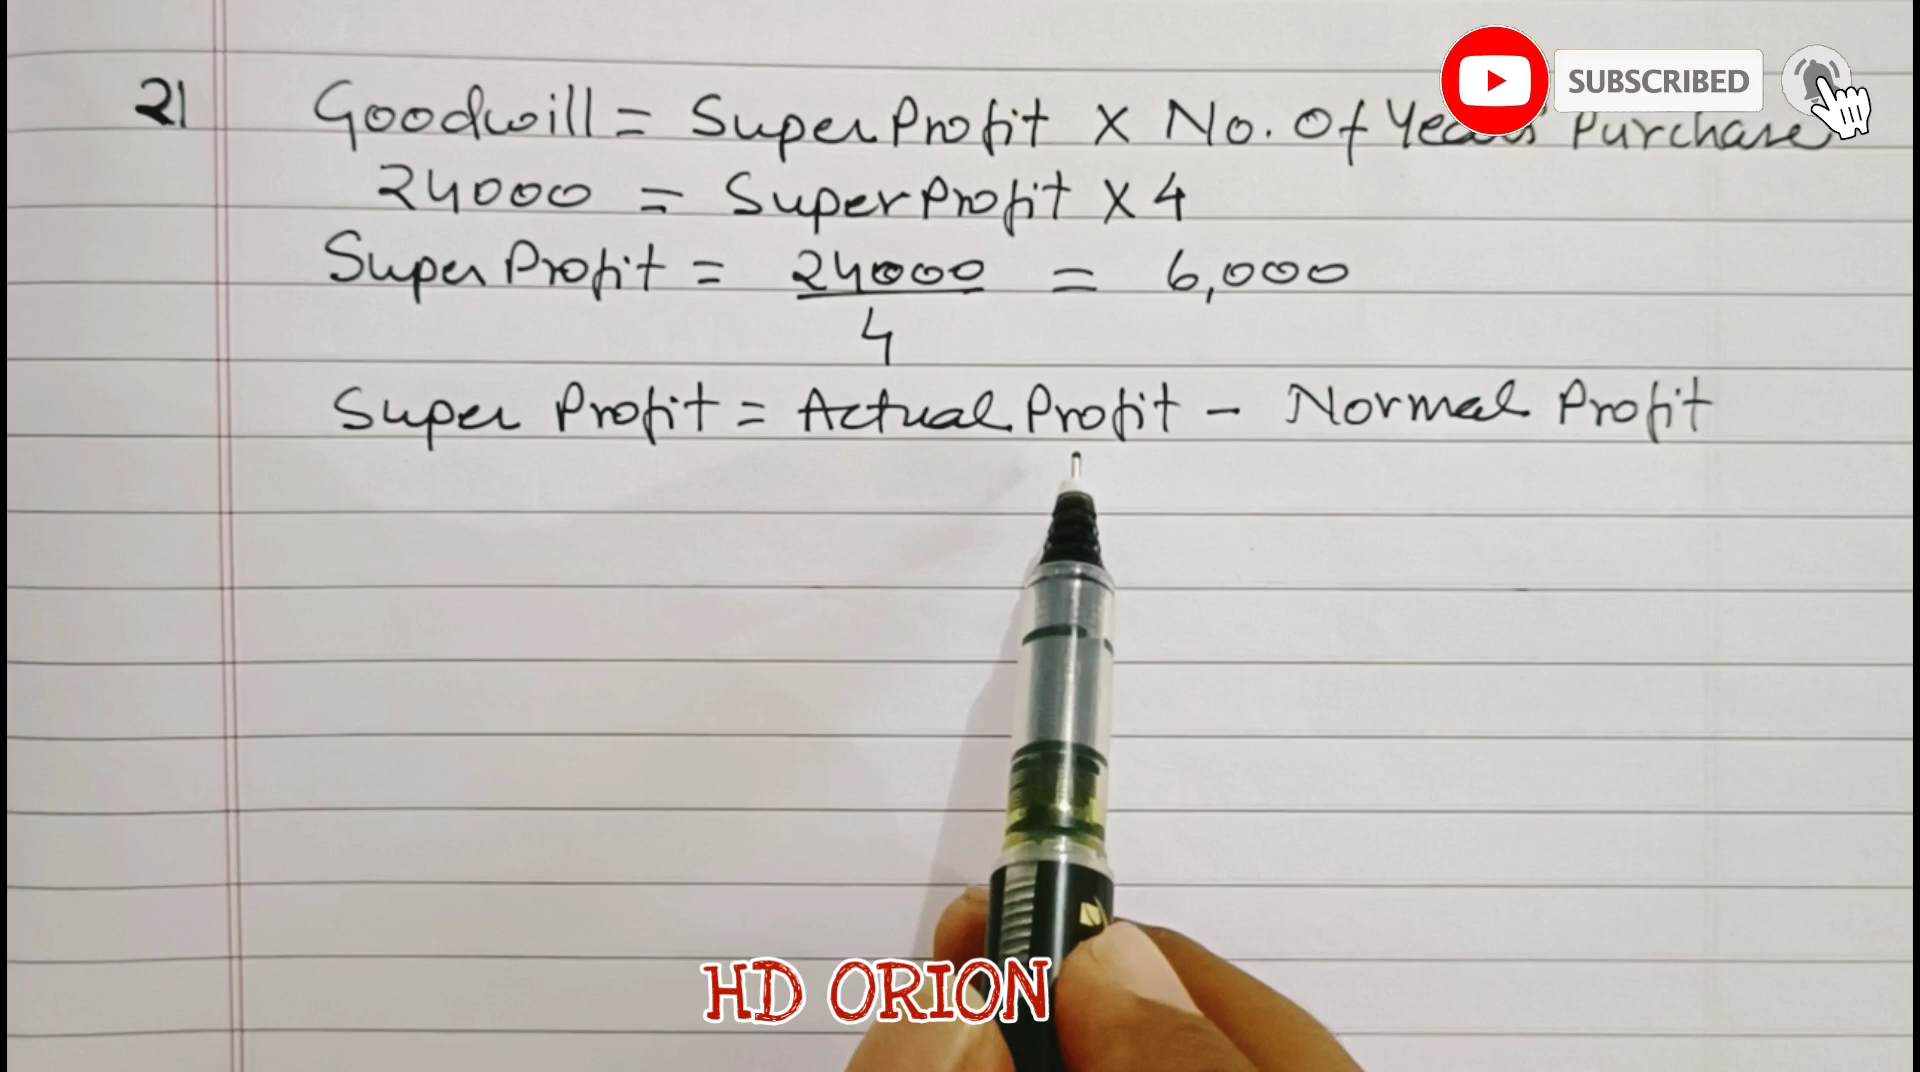 SUBSCRIBED
21 Goodwill = Super Profit X No. Of Years' Purchase
24000 = Super Profit X 4
Super Profit = 24000 = 6,000
4
Super Profit = Actual Profit - Normal Profit
HD ORION